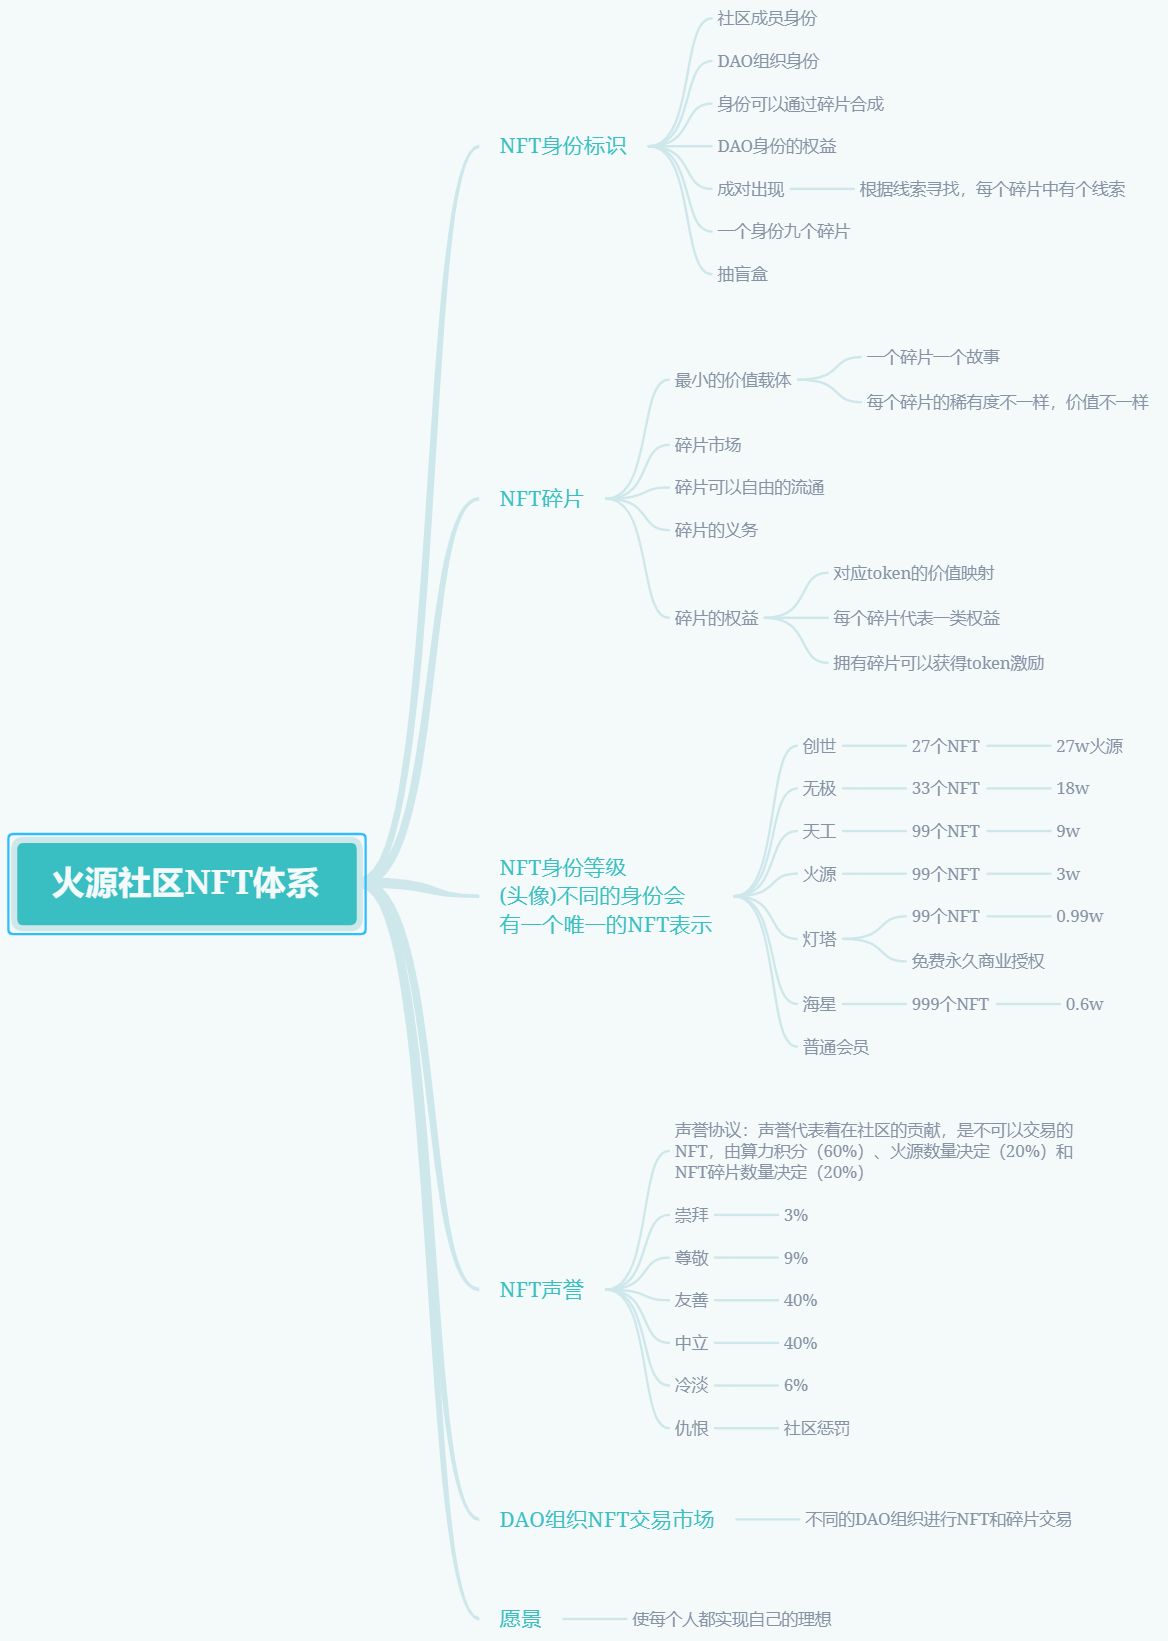 火源社区NFT体系
NFT身份标识
社区成员身份
DAO组织身份
身份可以通过碎片合成
DAO身份的权益
成对出现
根据线索寻找，每个碎片中有个线索
一个身份九个碎片
抽盲盒
NFT碎片
最小的价值载体
一个碎片一个故事
每个碎片的稀有度不一样，价值不一样
碎片市场
碎片可以自由的流通
碎片的义务
碎片的权益
对应token的价值映射
每个碎片代表一类权益
拥有碎片可以获得token激励
NFT身份等级
(头像)不同的身份会
有一个唯一的NFT表示
创世
27个NFT
27w火源
无极
33个NFT
18w
天工
99个NFT
9w
火源
99个NFT
3w
灯塔
99个NFT
0.99w
免费永久商业授权
海星
999个NFT
0.6w
普通会员
NFT声誉
声誉协议：声誉代表着在社区的贡献，是不可以交易的
NFT，由算力积分（60%）、火源数量决定（20%）和
NFT碎片数量决定（20%）
崇拜
3%
尊敬
9%
友善
40%
中立
40%
冷淡
6%
仇恨
社区惩罚
DAO组织NFT交易市场
不同的DAO组织进行NFT和碎片交易
愿景
使每个人都实现自己的理想